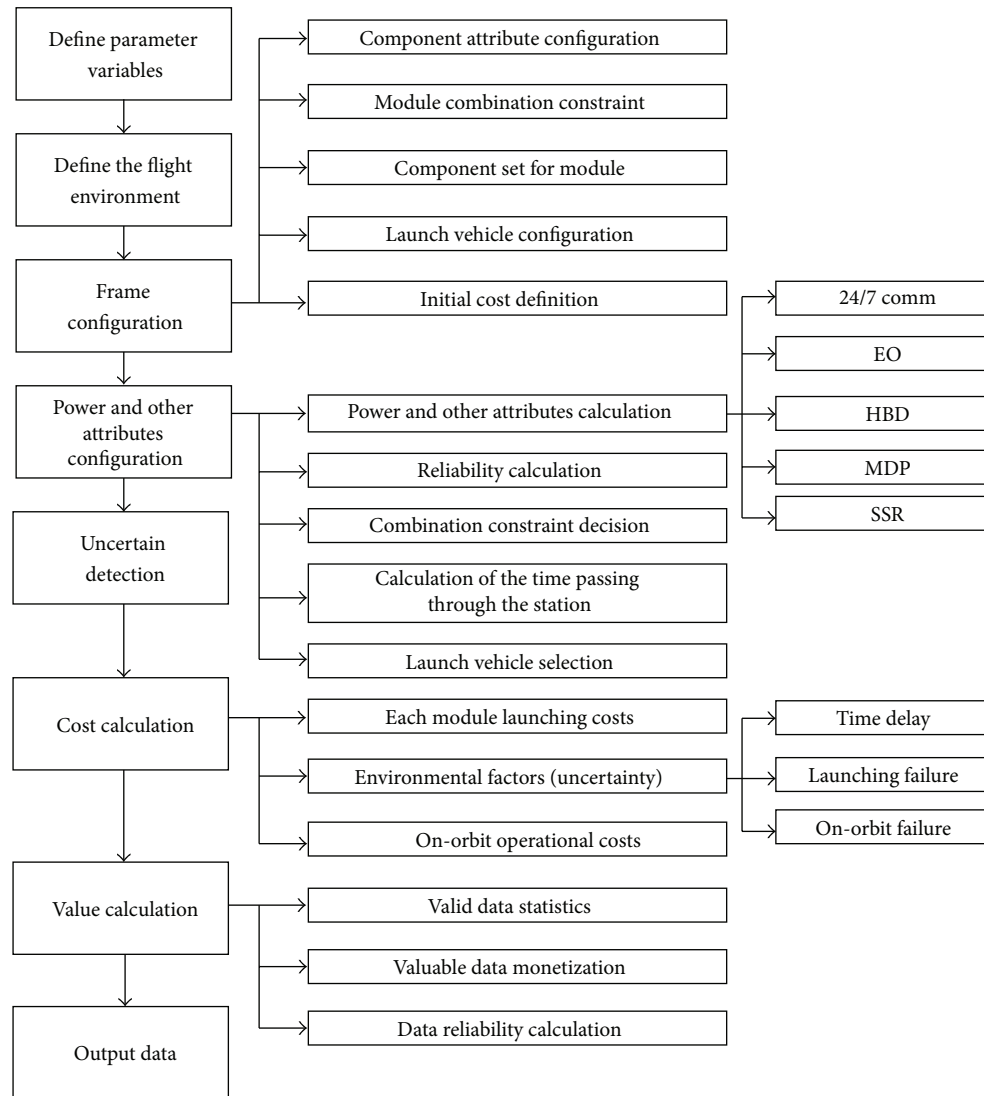 Define parameter
variables
Define the flight
environment
Frame
configuration
Power and other
attributes
configuration
Uncertain
detection
Cost calculation
Value calculation
Output data
Component attribute configuration
Module combination constraint
Component set for module
Launch vehicle configuration
Initial cost definition
Power and other attributes calculation
Reliability calculation
Combination constraint decision
Calculation of the time passing
through the station
Launch vehicle selection
Each module launching costs
Environmental factors (uncertainty)
On-orbit operational costs
Valid data statistics
Valuable data monetization
Data reliability calculation
24/7 comm
EO
HBD
MDP
SSR
Time delay
Launching failure
On-orbit failure